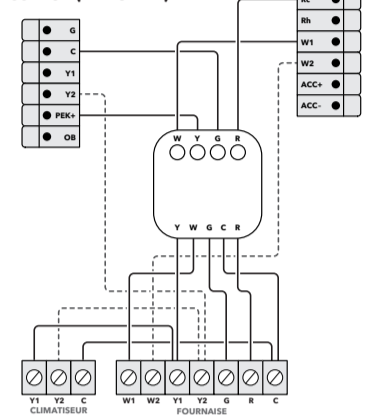 Rc
G
Rh
C
W1
Y1
W2
Y2
ACC+
PEK+
ACC-
OB
W Y G R
Y W G C R
Y1 Y2 C
W1 W2 Y1 Y2 G R C
CLIMATISEUR
FOURNAISE